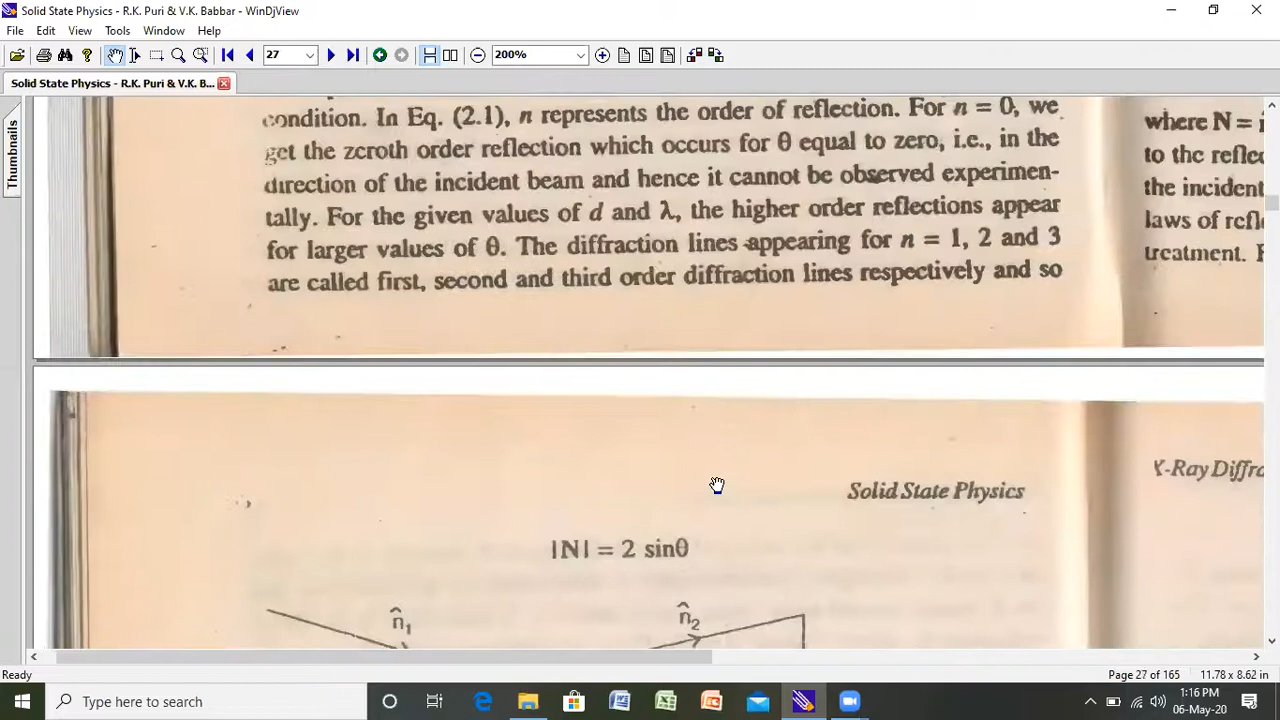 Solid State Physics - R.K. Puri & V.K. Babbar - WinDjView
File Edit View Tools Window Help
27 200%
Solid State Physics - R.K. Puri & V.K. B...
Thumbnails
condition. In Eq. (2.1), n represents the order of reflection. For n = 0, we
get the zeroth order reflection which occurs for θ equal to zero, i.e., in the
direction of the incident beam and hence it cannot be observed experimen-
tally. For the given values of d and λ, the higher order reflections appear
for larger values of θ. The diffraction lines appearing for n = 1, 2 and 3
are called first, second and third order diffraction lines respectively and so
where N =
to the
the incident
laws of
treatment.
Solid State Physics
X-Ray
|N| = 2 sinθ
n̂₁ n̂₂
Ready Page 27 of 165 11.78 x 8.62 in
Type here to search
1:16 PM
06-May-20